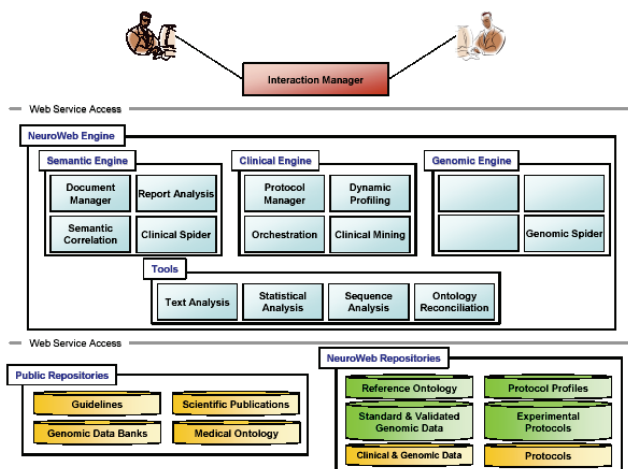 Interaction Manager
Web Service Access
NeuroWeb Engine
Semantic Engine
Document
Manager
Report Analysis
Semantic
Correlation
Clinical Spider
Clinical Engine
Protocol
Manager
Dynamic
Profiling
Orchestration
Clinical Mining
Genomic Engine
Genomic Spider
Tools
Text Analysis
Statistical
Analysis
Sequence
Analysis
Ontology
Reconciliation
Web Service Access
Public Repositories
Guidelines
Scientific Publications
Genomic Data Banks
Medical Ontology
NeuroWeb Repositories
Reference Ontology
Protocol Profiles
Standard & Validated
Genomic Data
Experimental
Protocols
Clinical & Genomic Data
Protocols